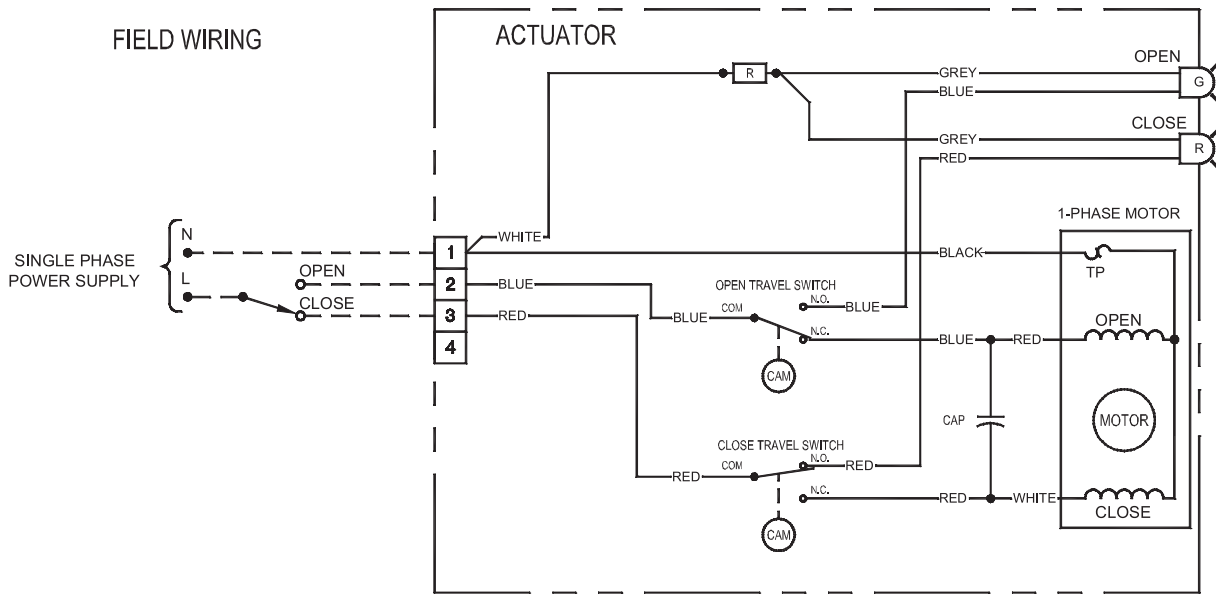 FIELD WIRING
ACTUATOR
OPEN
R
GREY
G
BLUE
CLOSE
GREY
R
RED
1-PHASE MOTOR
N
WHITE
1
BLACK
TP
SINGLE PHASE
POWER SUPPLY
L
OPEN
2
BLUE
OPEN TRAVEL SWITCH
N.O.
BLUE
CLOSE
3
RED
BLUE
COM
N.C.
OPEN
4
BLUE
RED
CAM
CAP
MOTOR
CLOSE TRAVEL SWITCH
N.O.
RED
COM
RED
N.C.
RED
WHITE
CLOSE
CAM